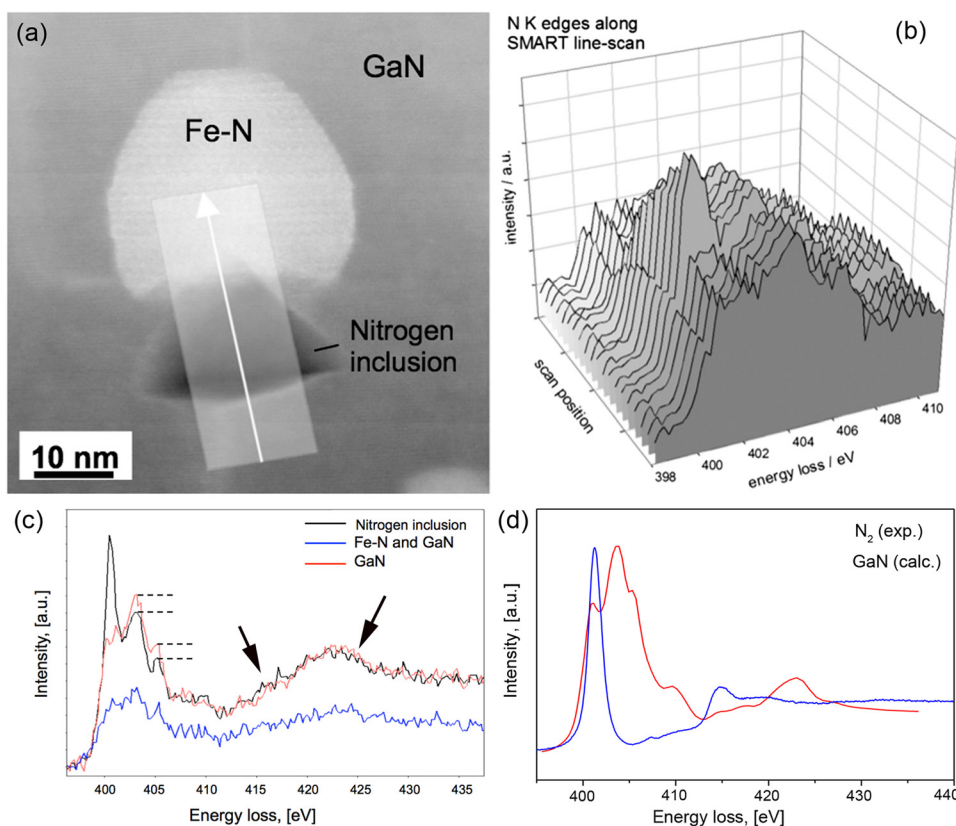 (a)
GaN
Fe-N
Nitrogen
inclusion
10 nm
N K edges along
SMART line-scan
(b)
intensity / a.u.
scan position
398 400 402 404 406 408 410
energy loss / eV
(c)
Nitrogen inclusion
Fe-N and GaN
GaN
Intensity, [a.u.]
400 405 410 415 420 425 430 435
Energy loss, [eV]
(d)
N₂ (exp.)
GaN (calc.)
Intensity, [a.u.]
400 410 420 430 440
Energy loss, [eV]